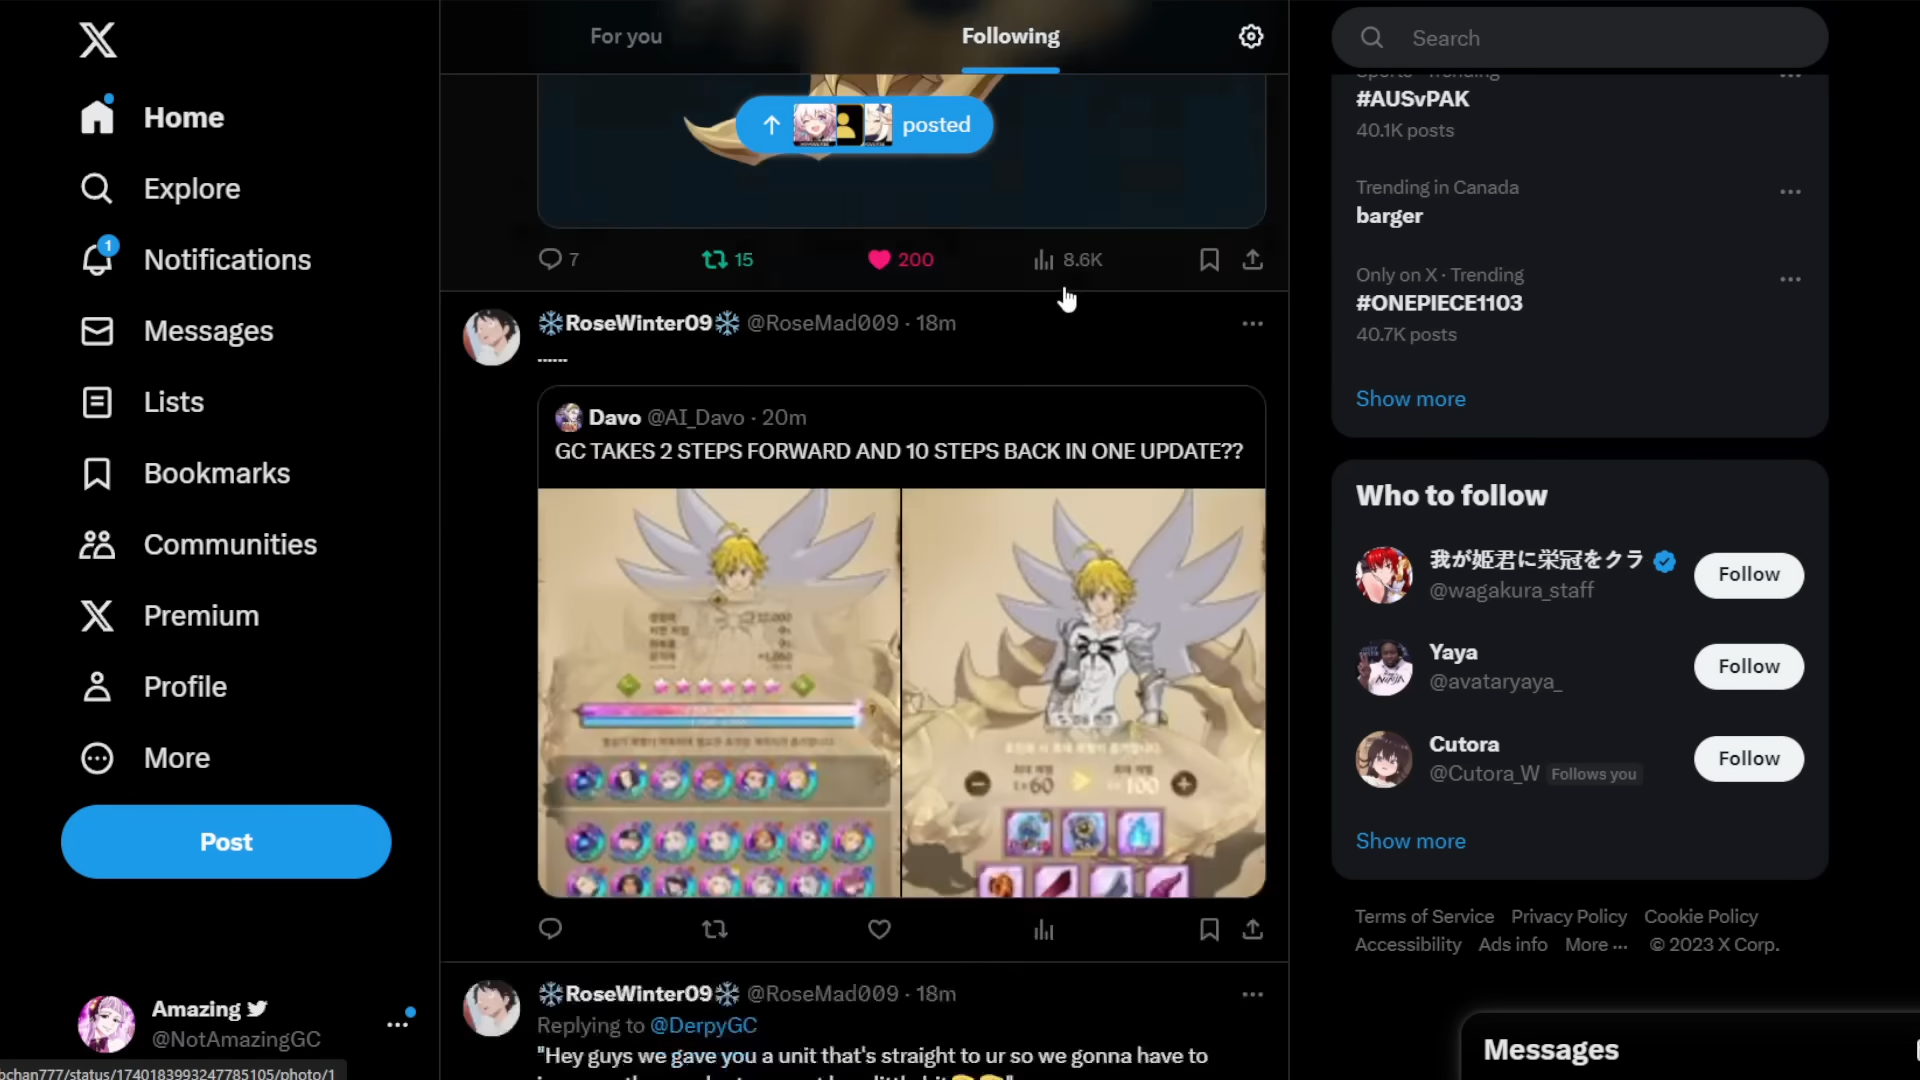 For you
Following
Search
posted
Home
Explore
1
Notifications
Messages
Lists
Bookmarks
Communities
Premium
Profile
More
Post
Amazing
@NotAmazingGC
7
15
200
8.6K
❄RoseWinter09❄ @RoseMad009 · 18m
......
Davo @AI_Davo · 20m
GC TAKES 2 STEPS FORWARD AND 10 STEPS BACK IN ONE UPDATE??
60
100
❄RoseWinter09❄ @RoseMad009 · 18m
Replying to @DerpyGC
"Hey guys we gave you a unit that's straight to ur so we gonna have to
Sports · Trending
#AUSvPAK
40.1K posts
Trending in Canada
barger
Only on X · Trending
#ONEPIECE1103
40.7K posts
Show more
Who to follow
我が姫君に栄冠をクラ
@wagakura_staff
Follow
Yaya
@avataryaya_
Follow
Cutora
@Cutora_W Follows you
Follow
Show more
Terms of Service Privacy Policy Cookie Policy
Accessibility Ads info More ··· © 2023 X Corp.
Messages
bchan777/status/1740183993247785105/photo/1